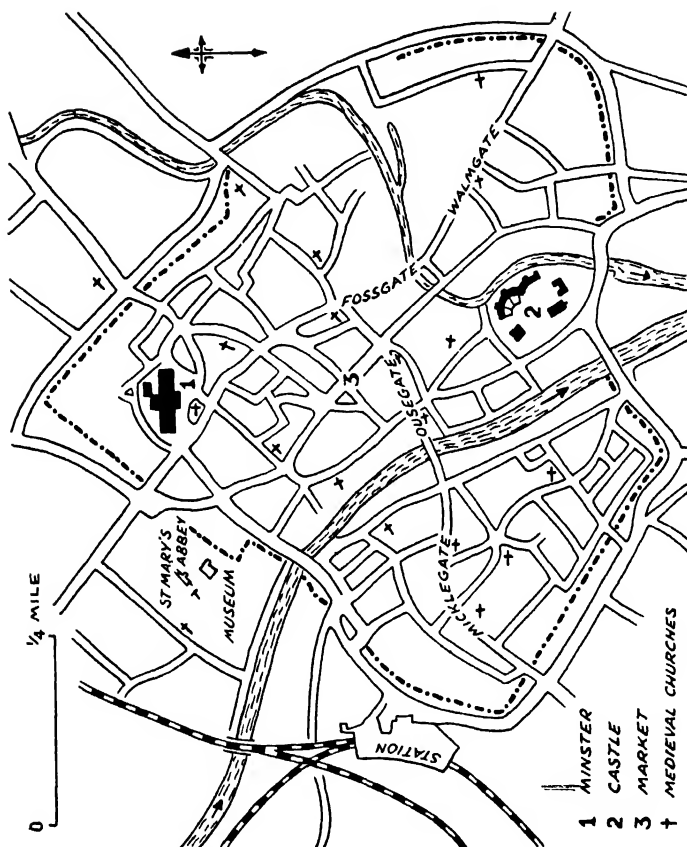 0 ¼ MILE
ST MARY'S
ABBEY
MUSEUM
1
FOSSGATE
WALMGATE
3
OUSEGATE
2
MICKLEGATE
STATION
1 MINSTER
2 CASTLE
3 MARKET
+ MEDIEVAL CHURCHES